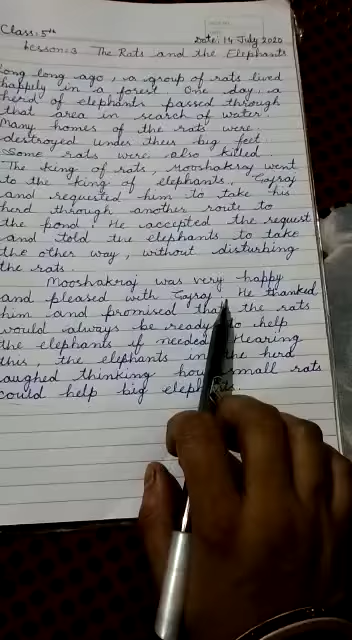 Class: 5th
Date: 14 July 2020
Lesson: 3 The Rats and the Elephants
Long long ago, a group of rats lived
happely in a forest. One day, a
herd of elephants passed through
that area in search of water.
Many homes of the rats were
destroyed under their big feet.
Some rats were also killed.
The king of rats, Mooshakraj went
to the king of elephants, Gajraj
and requested him to take his
herd through another route to
the pond. He accepted the request
and told the elephants to take
the other way, without disturbing
the rats.
Mooshakraj was very happy
and pleased with Gajraj. He thanked
him and promised that the rats
would always be ready to help
the elephants if needed. Hearing
this, the elephants in the herd
laughed thinking how small rats
could help big elephants.